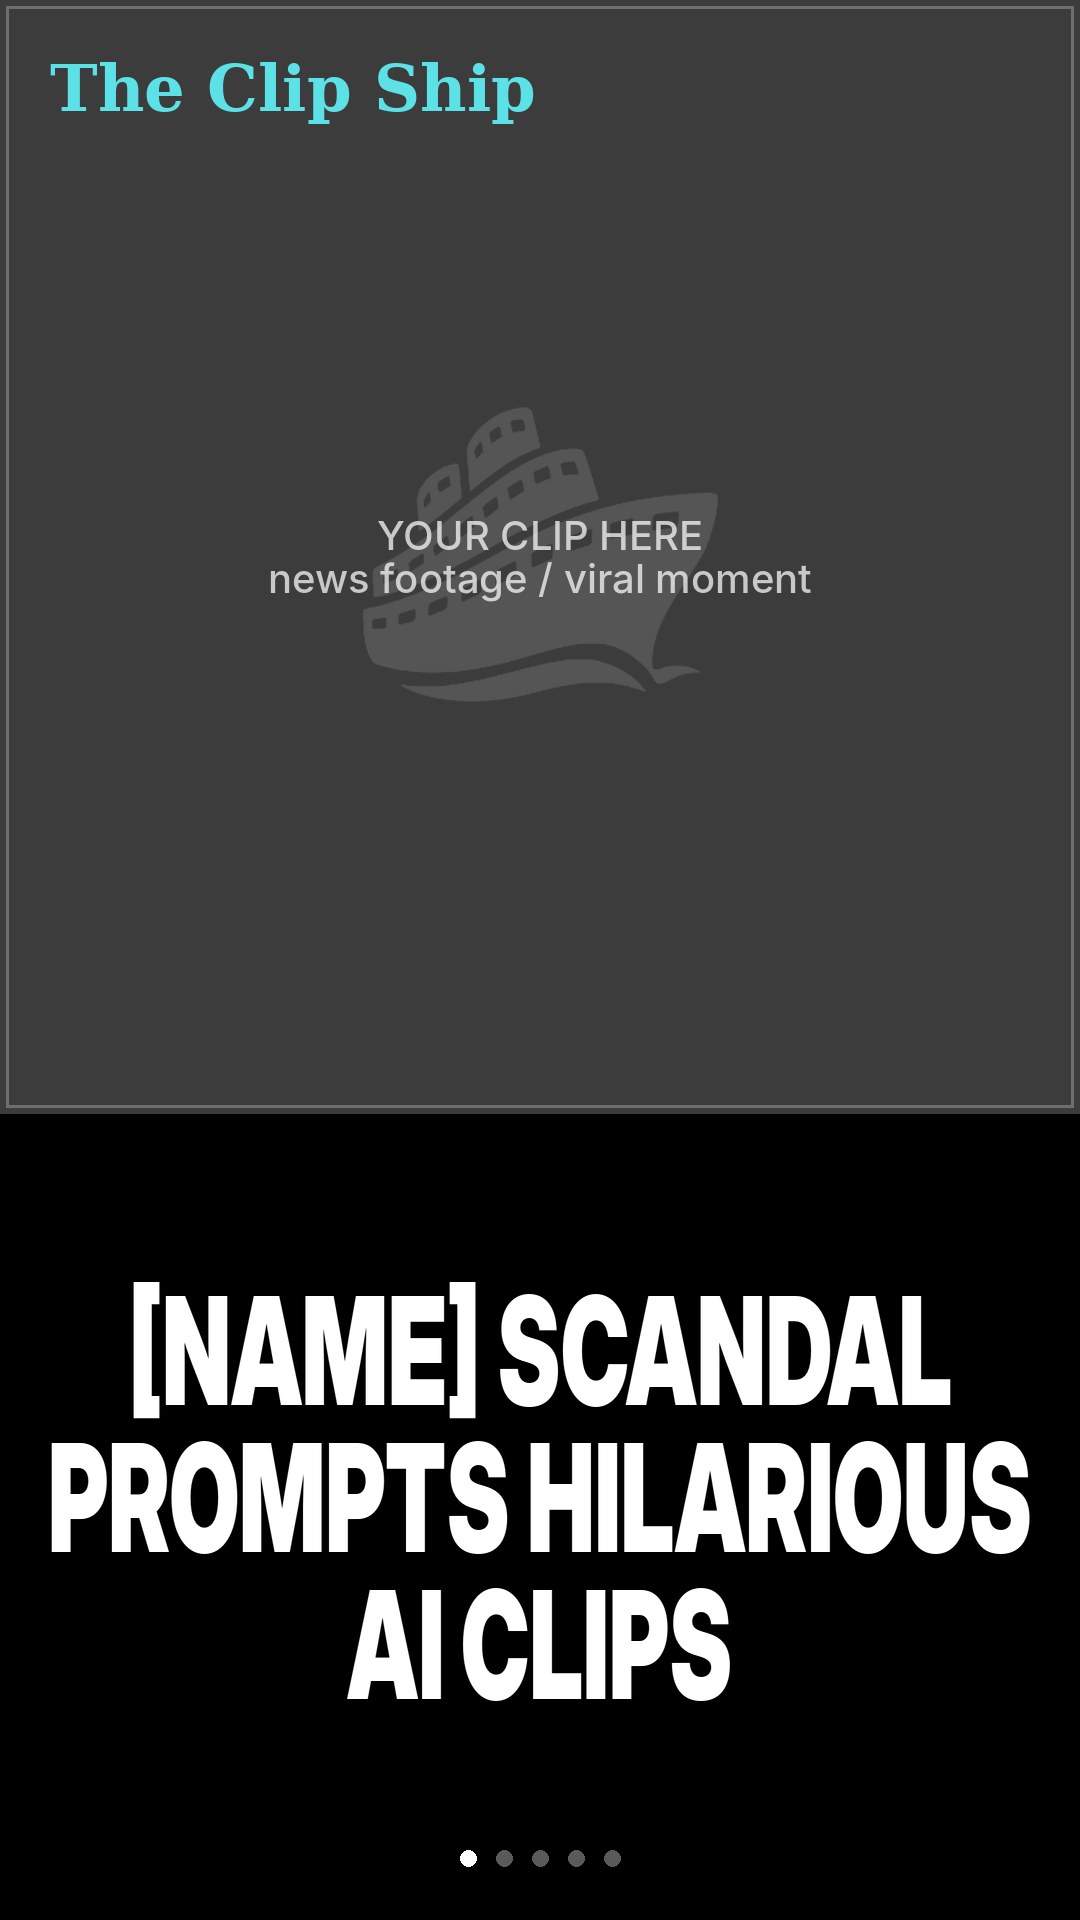 The Clip Ship
YOUR CLIP HERE
news footage / viral moment
[NAME] SCANDAL
PROMPTS HILARIOUS
AI CLIPS